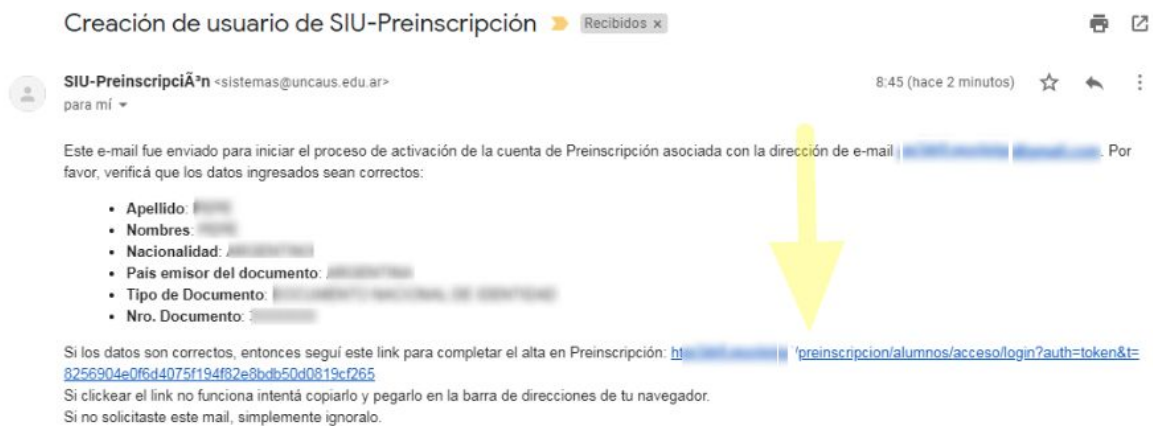 Creación de usuario de SIU-Preinscripción Recibidos x
SIU-PreinscripciÃ³n <sistemas@uncaus.edu.ar> 8:45 (hace 2 minutos)
para mí
Este e-mail fue enviado para iniciar el proceso de activación de la cuenta de Preinscripción asociada con la dirección de e-mail . Por
favor, verificá que los datos ingresados sean correctos:
• Apellido:
• Nombres:
• Nacionalidad:
• País emisor del documento:
• Tipo de Documento:
• Nro. Documento:
Si los datos son correctos, entonces seguí este link para completar el alta en Preinscripción: /preinscripcion/alumnos/acceso/login?auth=token&t=
8256904e0f6d4075f194f82e8bdb50d0819cf265
Si clickear el link no funciona intentá copiarlo y pegarlo en la barra de direcciones de tu navegador.
Si no solicitaste este mail, simplemente ignoralo.